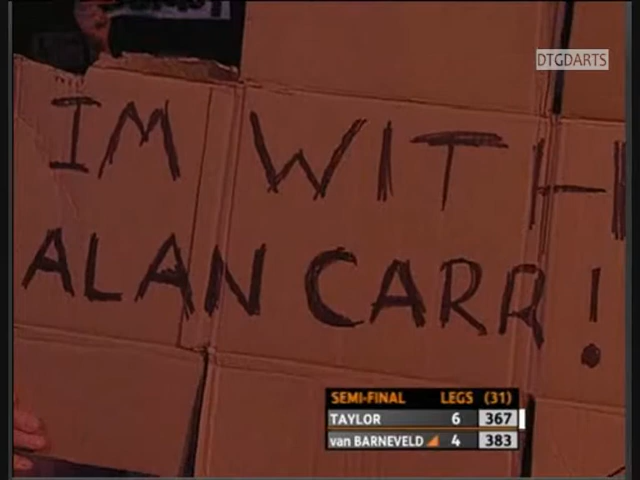 DTGDARTS
IM WITH
ALAN CARR!
SEMI-FINAL LEGS (31)
TAYLOR 6 367
van BARNEVELD 4 383